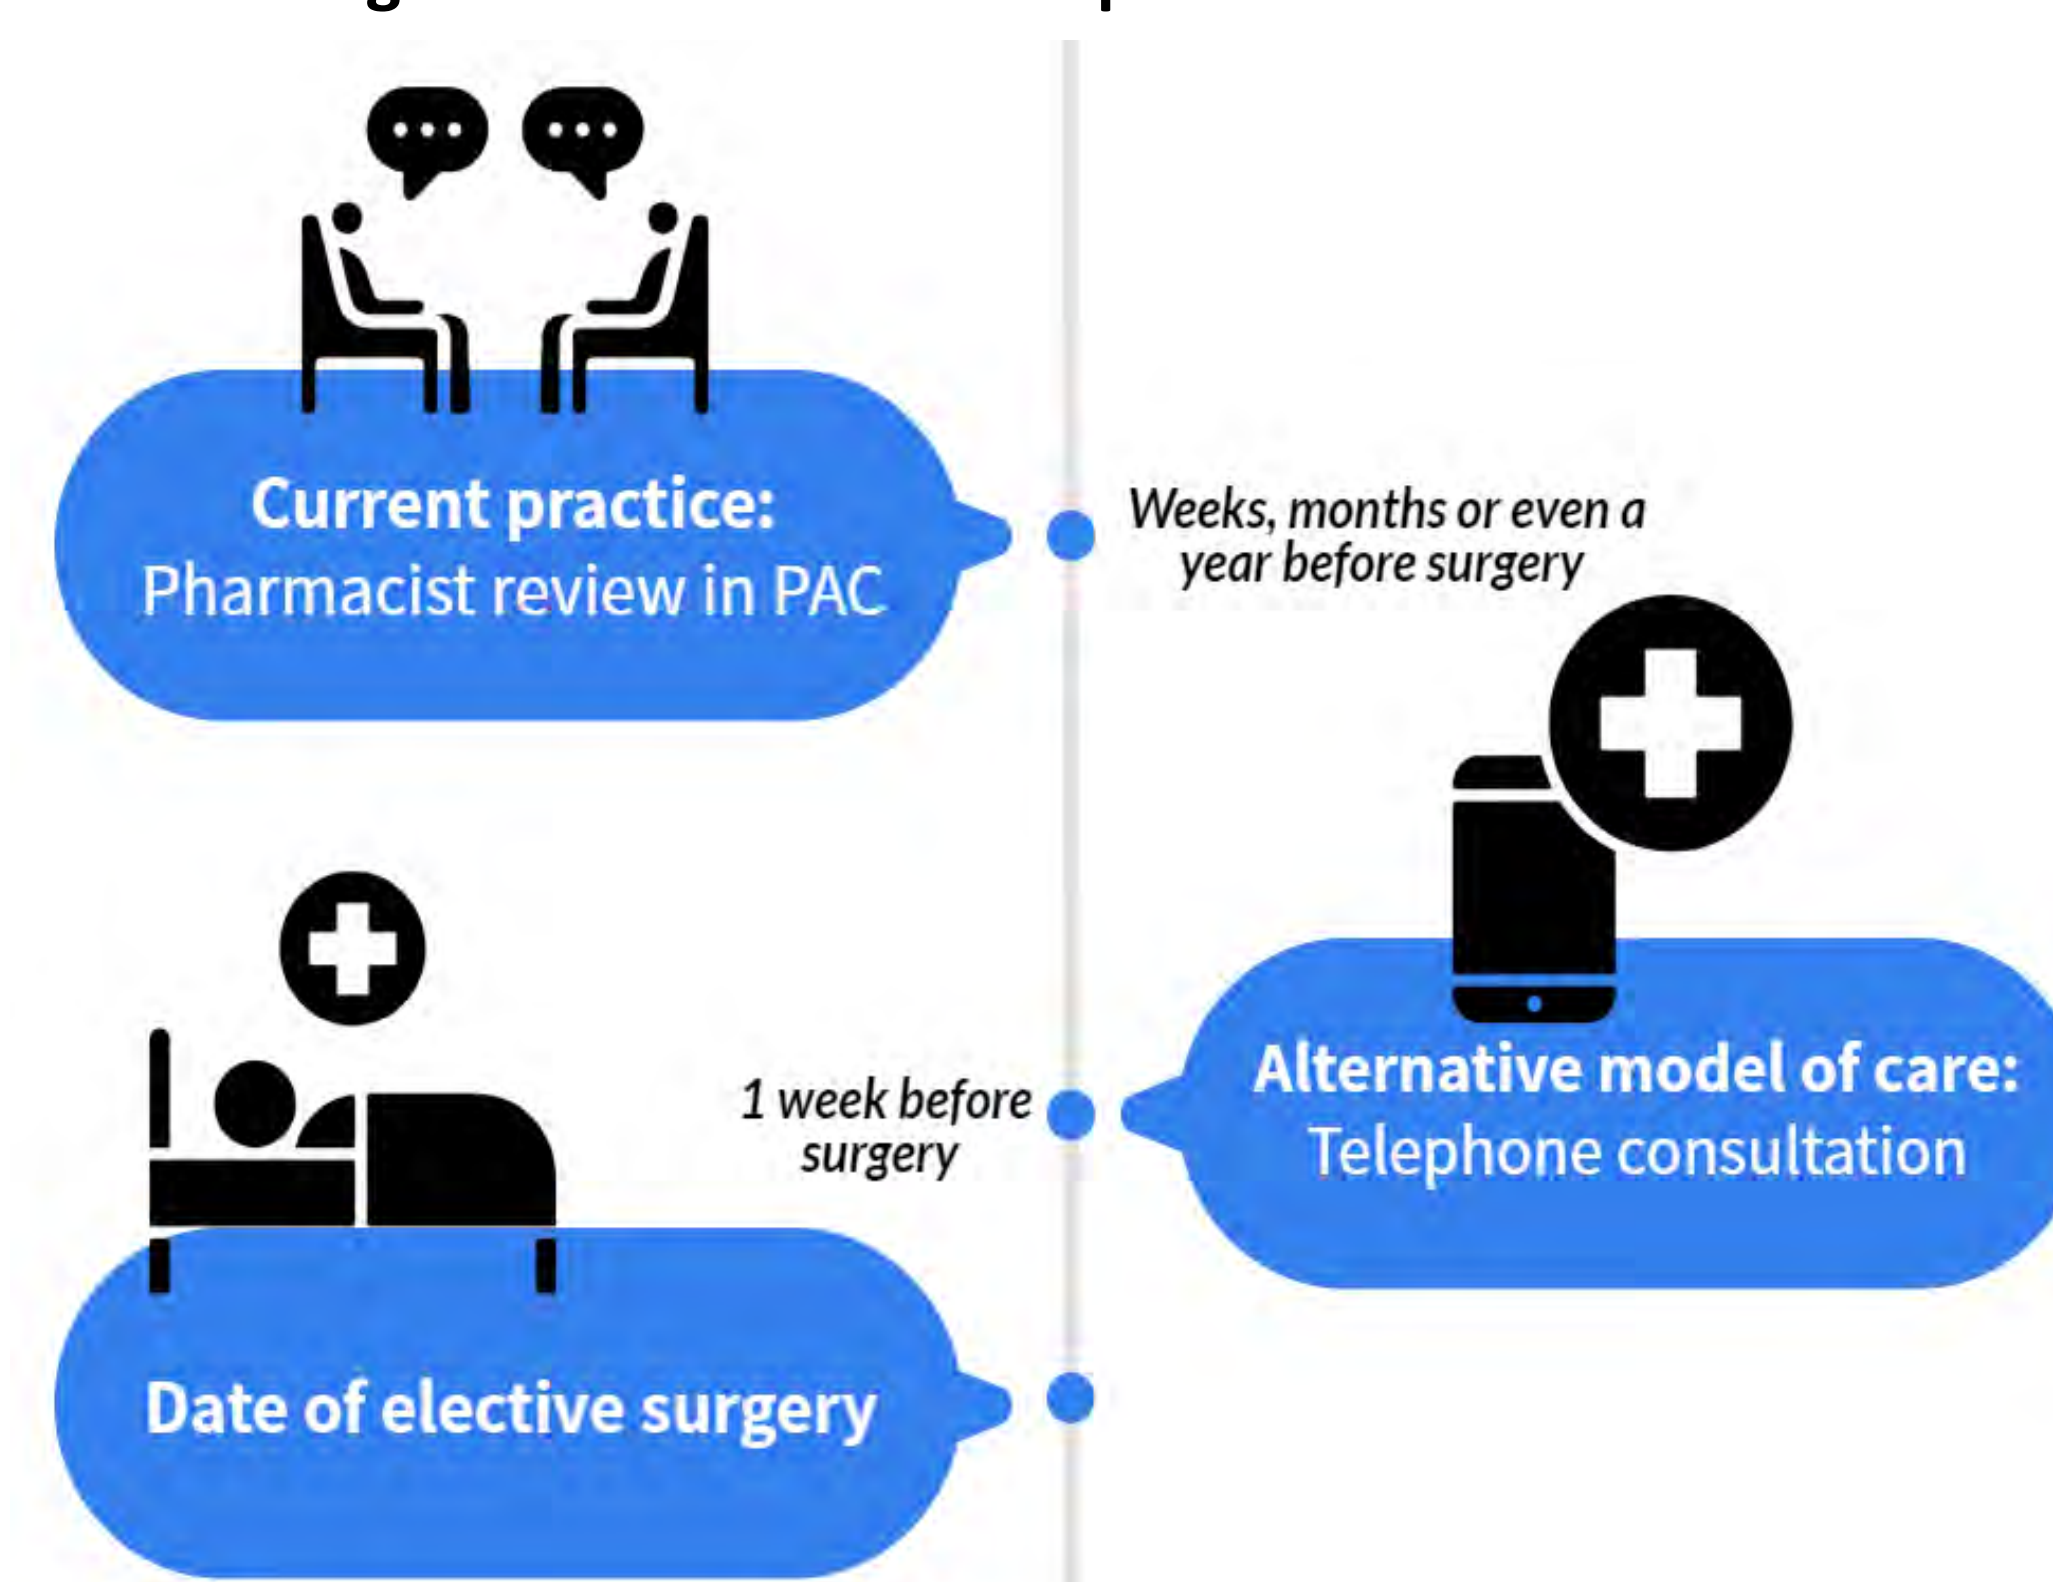 Current practice:
Pharmacist review in PAC
Weeks, months or even a
year before surgery
Alternative model of care:
Telephone consultation
1 week before
surgery
Date of elective surgery